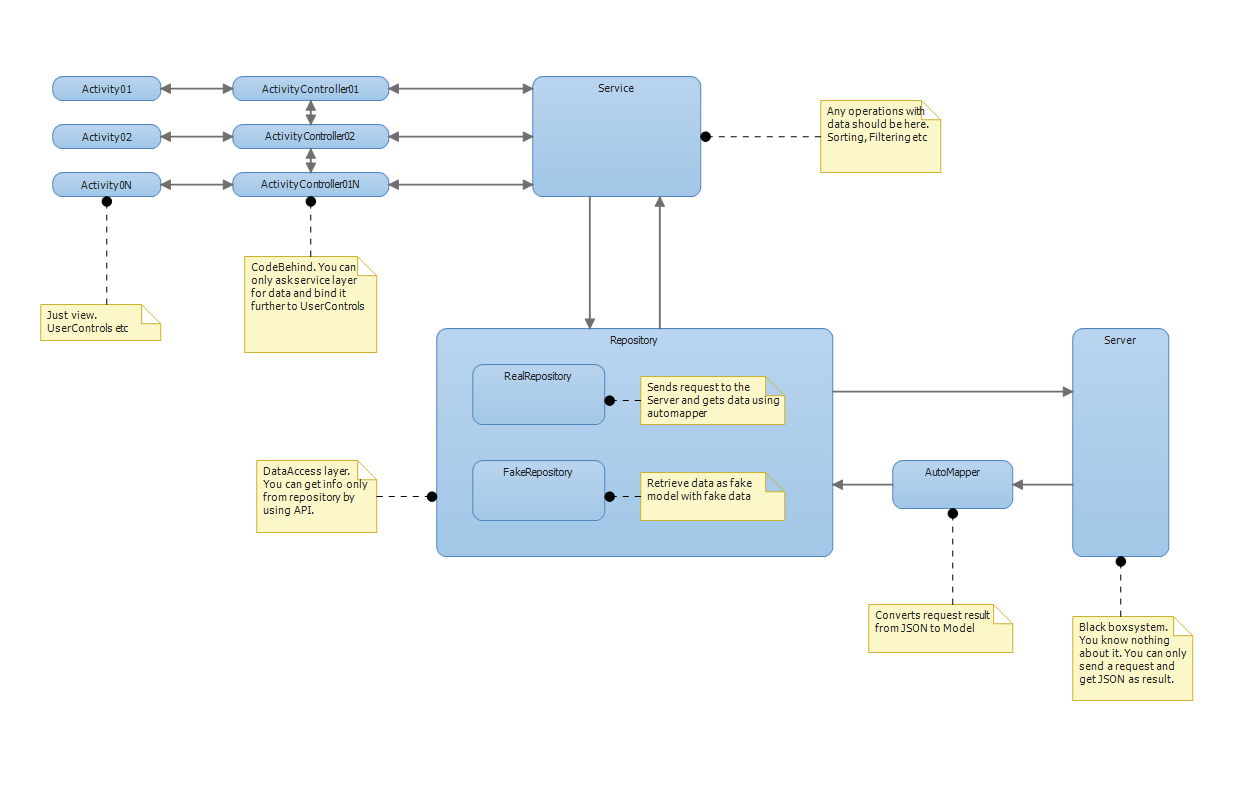 Activity01
ActivityController01
Service
Activity02
ActivityController02
Activity0N
ActivityController01N
Any operations with
data should be here.
Sorting, Filtering etc
CodeBehind. You can
only ask service layer
for data and bind it
further to UserControls
Just view.
UserControls etc
Repository
Server
RealRepository
Sends request to the
Server and gets data using
automapper
FakeRepository
Retrieve data as fake
model with fake data
DataAccess layer.
You can get info only
from repository by
using API.
AutoMapper
Converts request result
from JSON to Model
Black box system.
You know nothing
about it. You can only
send a request and
get JSON as result.